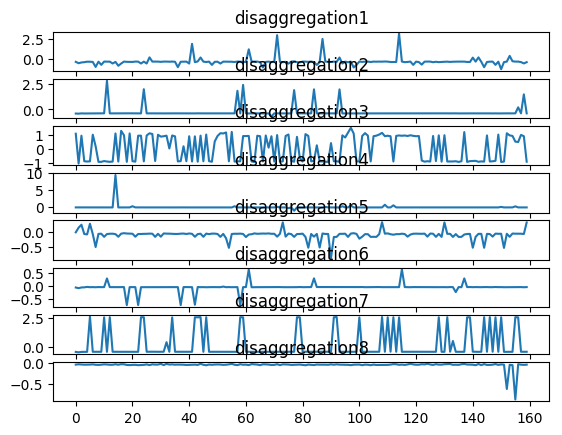 disaggregation1
2.5
0.0
disaggregation2
2.5
0.0
disaggregation3
1
0
−1
disaggregation4
10
5
0
disaggregation5
0.0
−0.5
disaggregation6
0.5
0.0
−0.5
disaggregation7
2.5
0.0
disaggregation8
0.0
−0.5
0 20 40 60 80 100 120 140 160